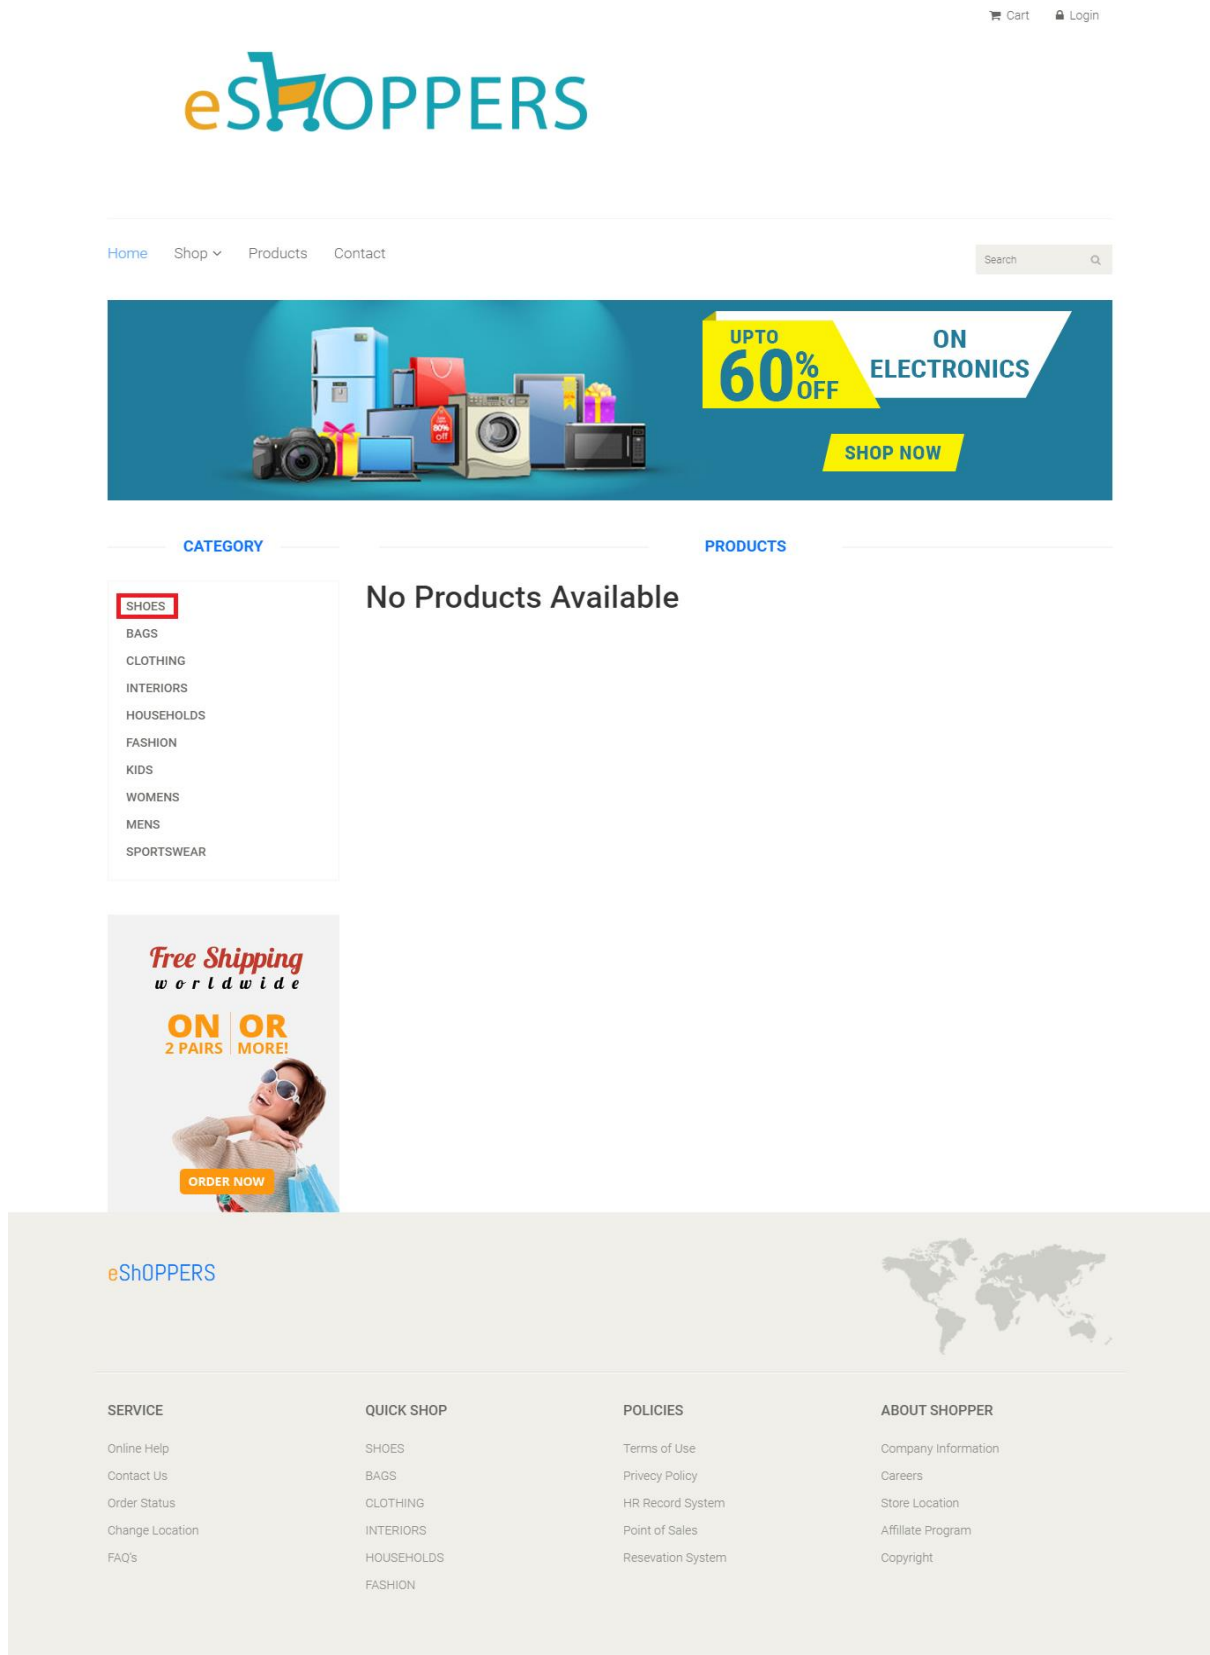 Cart Login
eSHOPPERS
Home Shop Products Contact
Search
UPTO
60% OFF
ON
ELECTRONICS
80%
off
SHOP NOW
CATEGORY
PRODUCTS
No Products Available
SHOES
BAGS
CLOTHING
INTERIORS
HOUSEHOLDS
FASHION
KIDS
WOMENS
MENS
SPORTSWEAR
Free Shipping
worldwide
ON OR
2 PAIRS MORE!
ORDER NOW
eShOPPERS
SERVICE
Online Help
Contact Us
Order Status
Change Location
FAQ's
QUICK SHOP
SHOES
BAGS
CLOTHING
INTERIORS
HOUSEHOLDS
FASHION
POLICIES
Terms of Use
Privecy Policy
HR Record System
Point of Sales
Resevation System
ABOUT SHOPPER
Company Information
Careers
Store Location
Affillate Program
Copyright